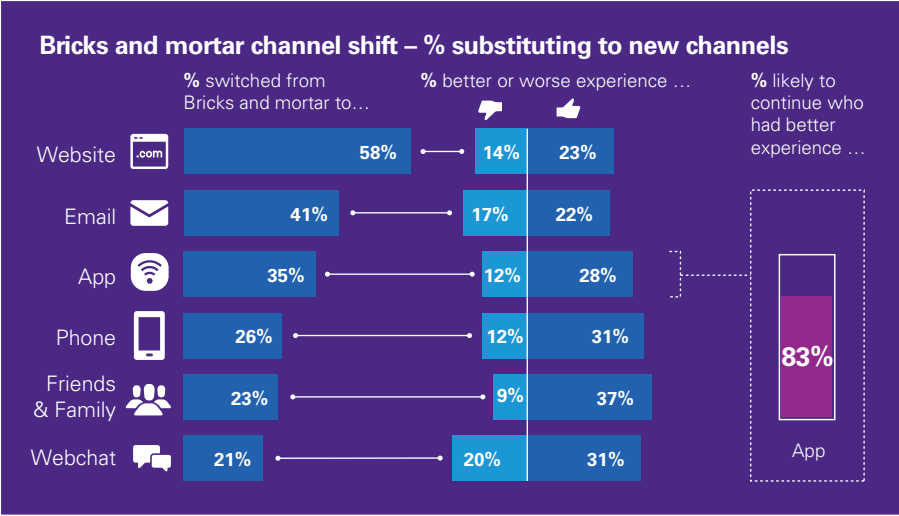 Bricks and mortar channel shift – % substituting to new channels
% switched from
Bricks and mortar to…
% better or worse experience …
% likely to
continue who
had better
experience …
Website .com 58% 14% 23%
Email 41% 17% 22%
App 35% 12% 28%
Phone 26% 12% 31%
Friends
& Family 23% 9% 37%
Webchat 21% 20% 31%
83%
App